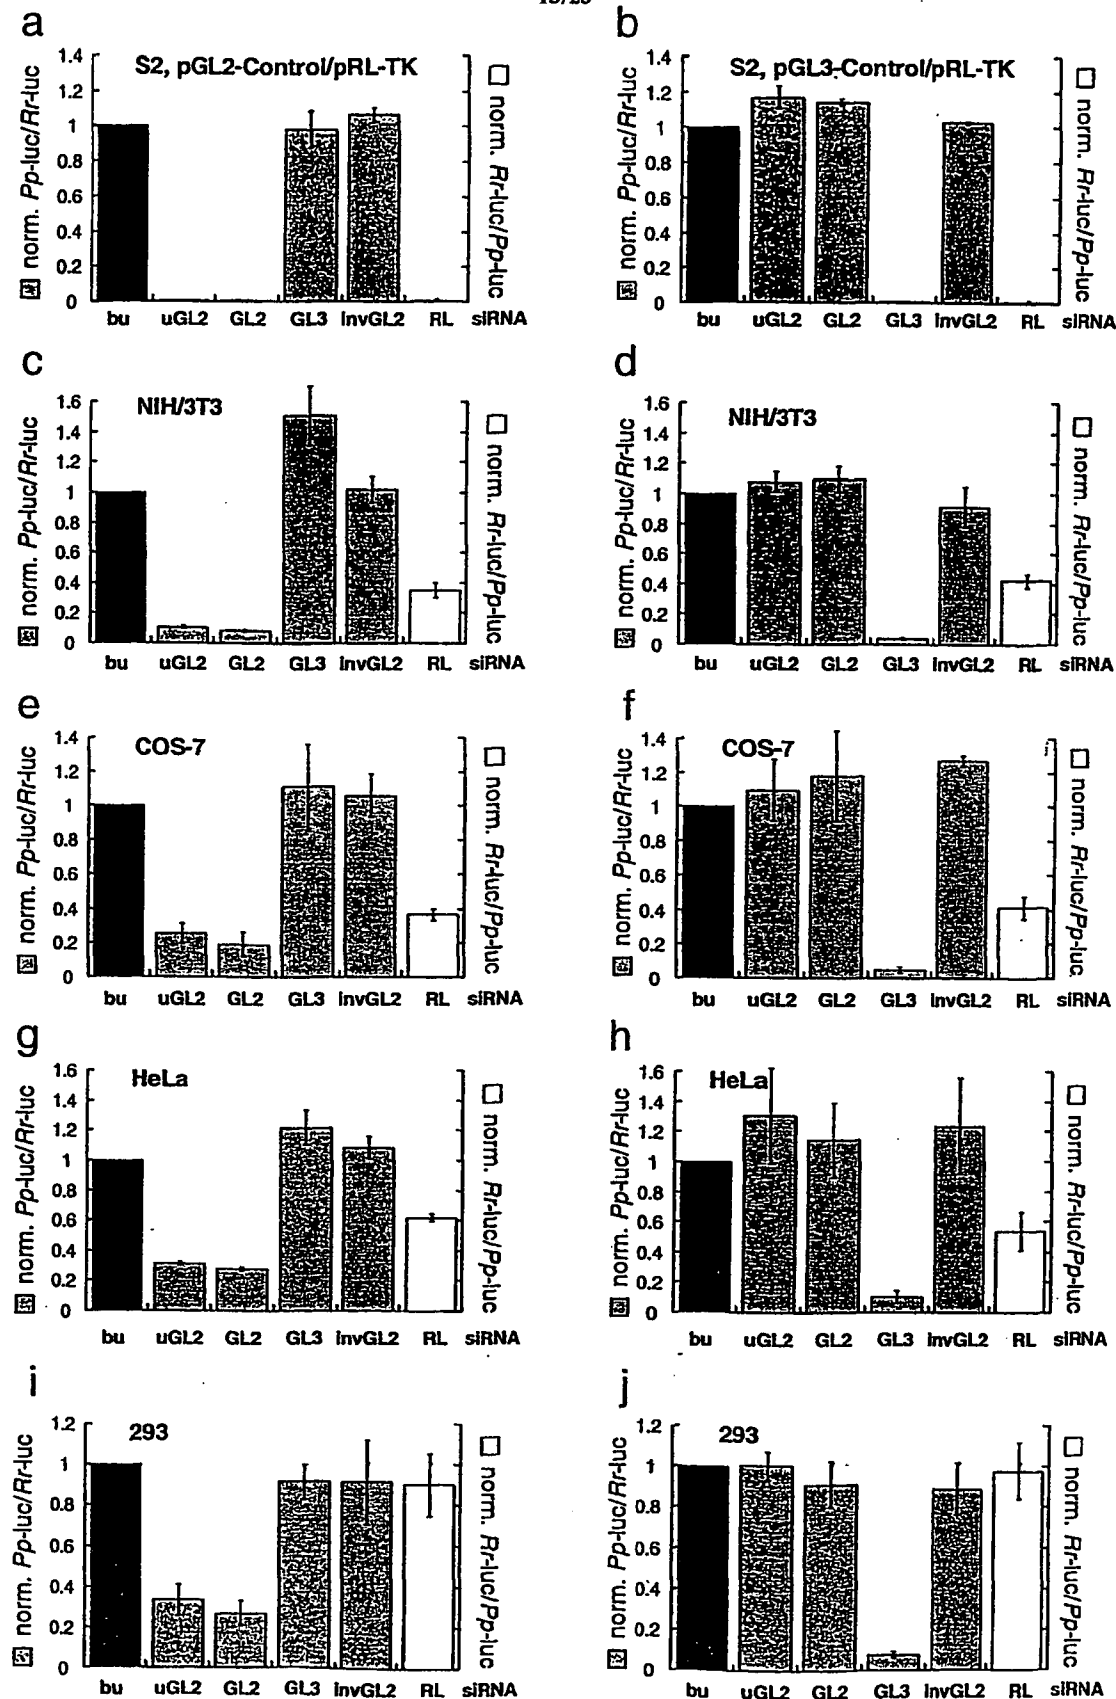 a
S2, pGL2-Control/pRL-TK
norm. Pp-luc/Rr-luc
norm. Rr-luc/Pp-luc
1.4
1.2
1
0.8
0.6
0.4
0.2
0
bu uGL2 GL2 GL3 invGL2 RL siRNA
b
S2, pGL3-Control/pRL-TK
norm. Pp-luc/Rr-luc
norm. Rr-luc/Pp-luc
1.4
1.2
1
0.8
0.6
0.4
0.2
0
bu uGL2 GL2 GL3 invGL2 RL siRNA
c
NIH/3T3
norm. Pp-luc/Rr-luc
norm. Rr-luc/Pp-luc
1.6
1.4
1.2
1
0.8
0.6
0.4
0.2
0
bu uGL2 GL2 GL3 invGL2 RL siRNA
d
NIH/3T3
norm. Pp-luc/Rr-luc
norm. Rr-luc/Pp-luc
1.6
1.4
1.2
1
0.8
0.6
0.4
0.2
0
bu uGL2 GL2 GL3 invGL2 RL siRNA
e
COS-7
norm. Pp-luc/Rr-luc
norm. Rr-luc/Pp-luc
1.4
1.2
1
0.8
0.6
0.4
0.2
0
bu uGL2 GL2 GL3 invGL2 RL siRNA
f
COS-7
norm. Pp-luc/Rr-luc
norm. Rr-luc/Pp-luc
1.4
1.2
1
0.8
0.6
0.4
0.2
0
bu uGL2 GL2 GL3 invGL2 RL siRNA
g
HeLa
norm. Pp-luc/Rr-luc
norm. Rr-luc/Pp-luc
1.6
1.4
1.2
1
0.8
0.6
0.4
0.2
0
bu uGL2 GL2 GL3 invGL2 RL siRNA
h
HeLa
norm. Pp-luc/Rr-luc
norm. Rr-luc/Pp-luc
1.6
1.4
1.2
1
0.8
0.6
0.4
0.2
0
bu uGL2 GL2 GL3 invGL2 RL siRNA
i
293
norm. Pp-luc/Rr-luc
norm. Rr-luc/Pp-luc
1.2
1
0.8
0.6
0.4
0.2
0
bu uGL2 GL2 GL3 invGL2 RL siRNA
j
293
norm. Pp-luc/Rr-luc
norm. Rr-luc/Pp-luc
1.2
1
0.8
0.6
0.4
0.2
0
bu uGL2 GL2 GL3 invGL2 RL siRNA